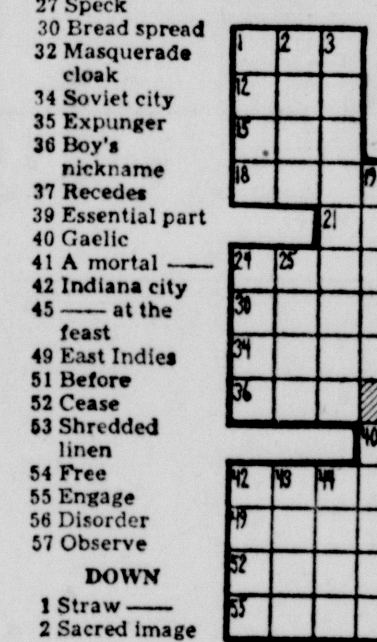 27 Speck
30 Bread spread
32 Masquerade
cloak
34 Soviet city
35 Expunger
36 Boy's
nickname
37 Recedes
39 Essential part
40 Gaelic
41 A mortal ——
42 Indiana city
45 —— at the
feast
49 East Indies
51 Before
52 Cease
53 Shredded
linen
54 Free
55 Engage
56 Disorder
57 Observe
DOWN
1 Straw ——
2 Sacred image
1 2 3
12
15
18 19
21
24 25
30
34
36
40
42 43 44
49
52
55